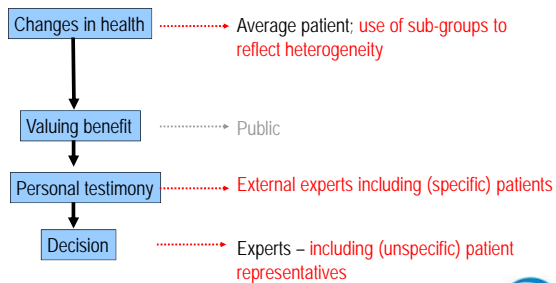 Changes in health
Average patient; use of sub-groups to
reflect heterogeneity
Valuing benefit
Public
Personal testimony
External experts including (specific) patients
Decision
Experts – including (unspecific) patient
representatives